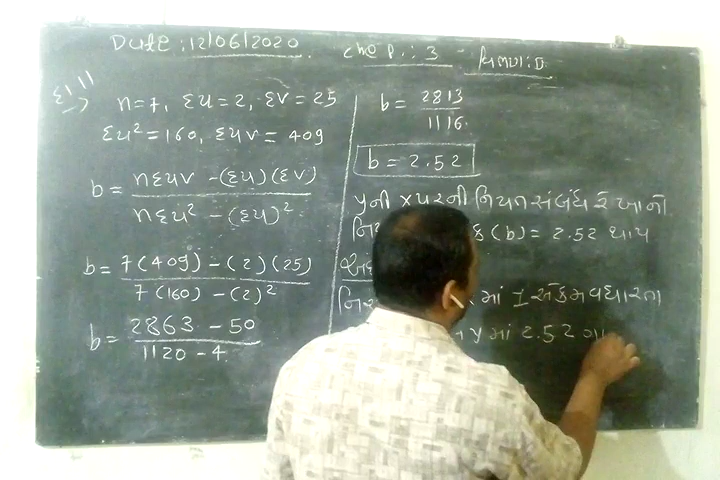 Date : 12/06/2020
Chap.: 3
દા.11
n = 7, Σu = 2, Σv = 25
Σu² = 160, Σuv = 409
b = nΣuv - (Σu)(Σv) / nΣu² - (Σu)²
b = 7(409) - (2)(25) / 7(160) - (2)²
b = 2863 - 50 / 1120 - 4
b = 2813 / 1116
b = 2.52
yની x પરની નિયત સંબંધ રેખાનો
નિ (b) = 2.52 થાય
નિ માં 1 એકમ વધારતા
y માં 2.52